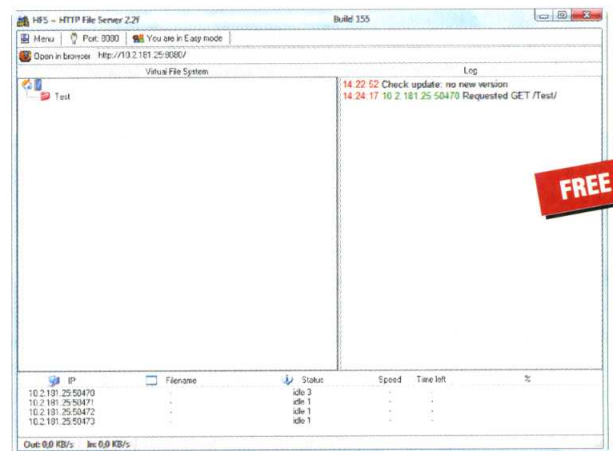 HFS ~ HTTP File Server 2.2f Build 155
Menu Port: 8080 You are in Easy mode
Open in browser http://10.2.181.25:8080/
Virtual File System Log
/
Test
14:22:52 Check update: no new version
14:24:17 10.2.181.25:50470 Requested GET /Test/
FREE
IP Filename Status Speed Time left %
10.2.181.25:50470 - idle 3 - -
10.2.181.25:50471 - idle 1 - -
10.2.181.25:50472 - idle 1 - -
10.2.181.25:50473 - idle 1 - -
Out: 0,0 KB/s In: 0,0 KB/s